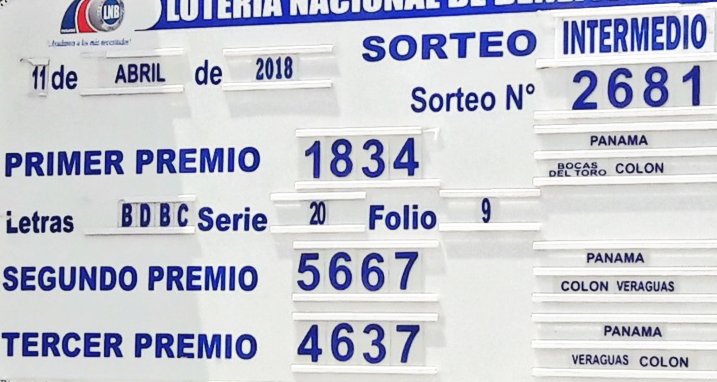 LNB
¡Ayudamos a los más necesitados!
LOTERIA NACIONAL DE
SORTEO INTERMEDIO
11 de ABRIL de 2018
Sorteo N° 2681
PRIMER PREMIO 1834 PANAMA
BOCAS DEL TORO COLON
Letras BDBC Serie 20 Folio 9
SEGUNDO PREMIO 5667 PANAMA
COLON VERAGUAS
TERCER PREMIO 4637 PANAMA
VERAGUAS COLON